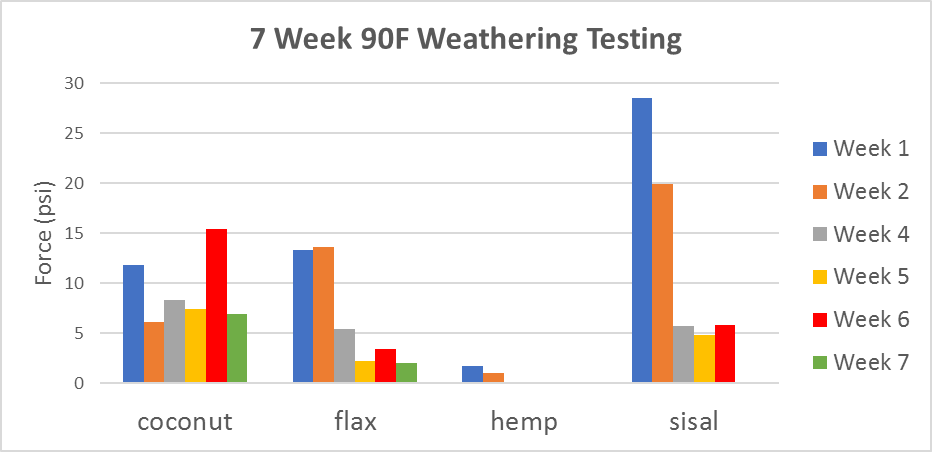 7 Week 90F Weathering Testing
Force (psi)
30
25
20
15
10
5
0
coconut flax hemp sisal
Week 1
Week 2
Week 4
Week 5
Week 6
Week 7